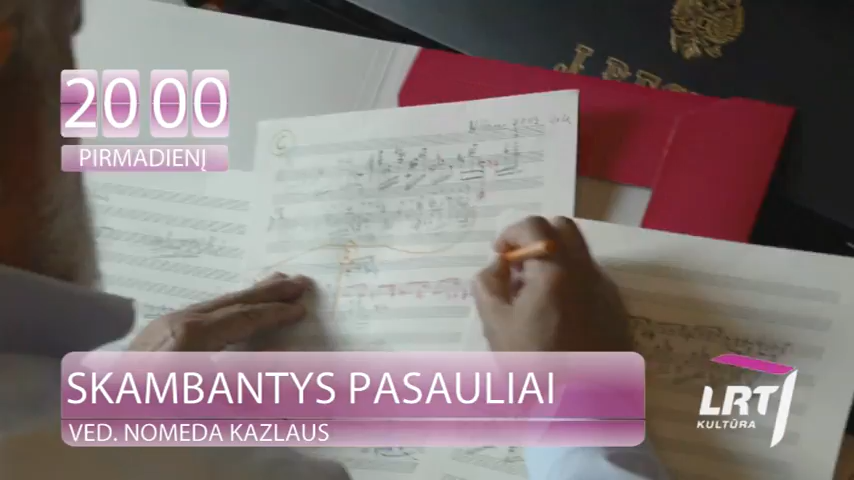 20 00
PIRMADIENĮ
SKAMBANTYS PASAULIAI
VED. NOMEDA KAZLAUS
LRT
KULTŪRA